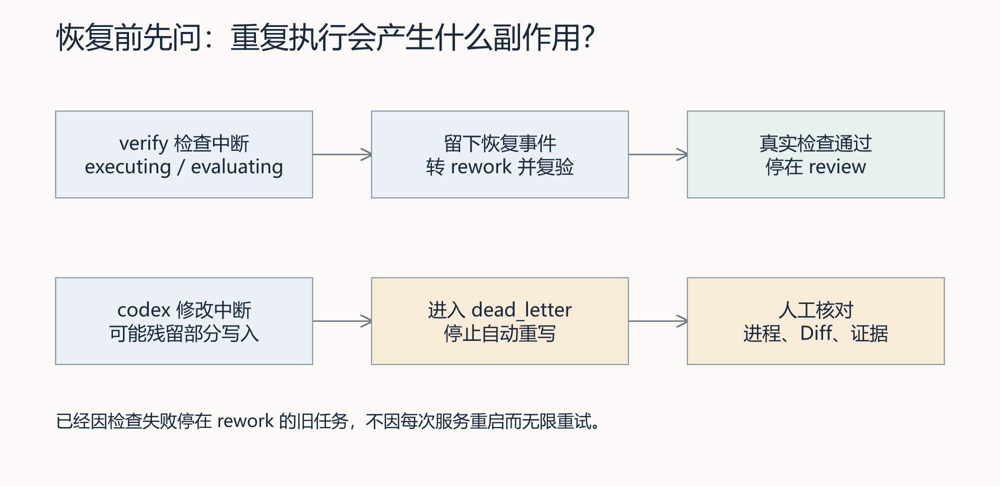 恢复前先问：重复执行会产生什么副作用？
verify 检查中断
executing / evaluating
留下恢复事件
转 rework 并复验
真实检查通过
停在 review
codex 修改中断
可能残留部分写入
进入 dead_letter
停止自动重写
人工核对
进程、Diff、证据
已经因检查失败停在 rework 的旧任务，不因每次服务重启而无限重试。